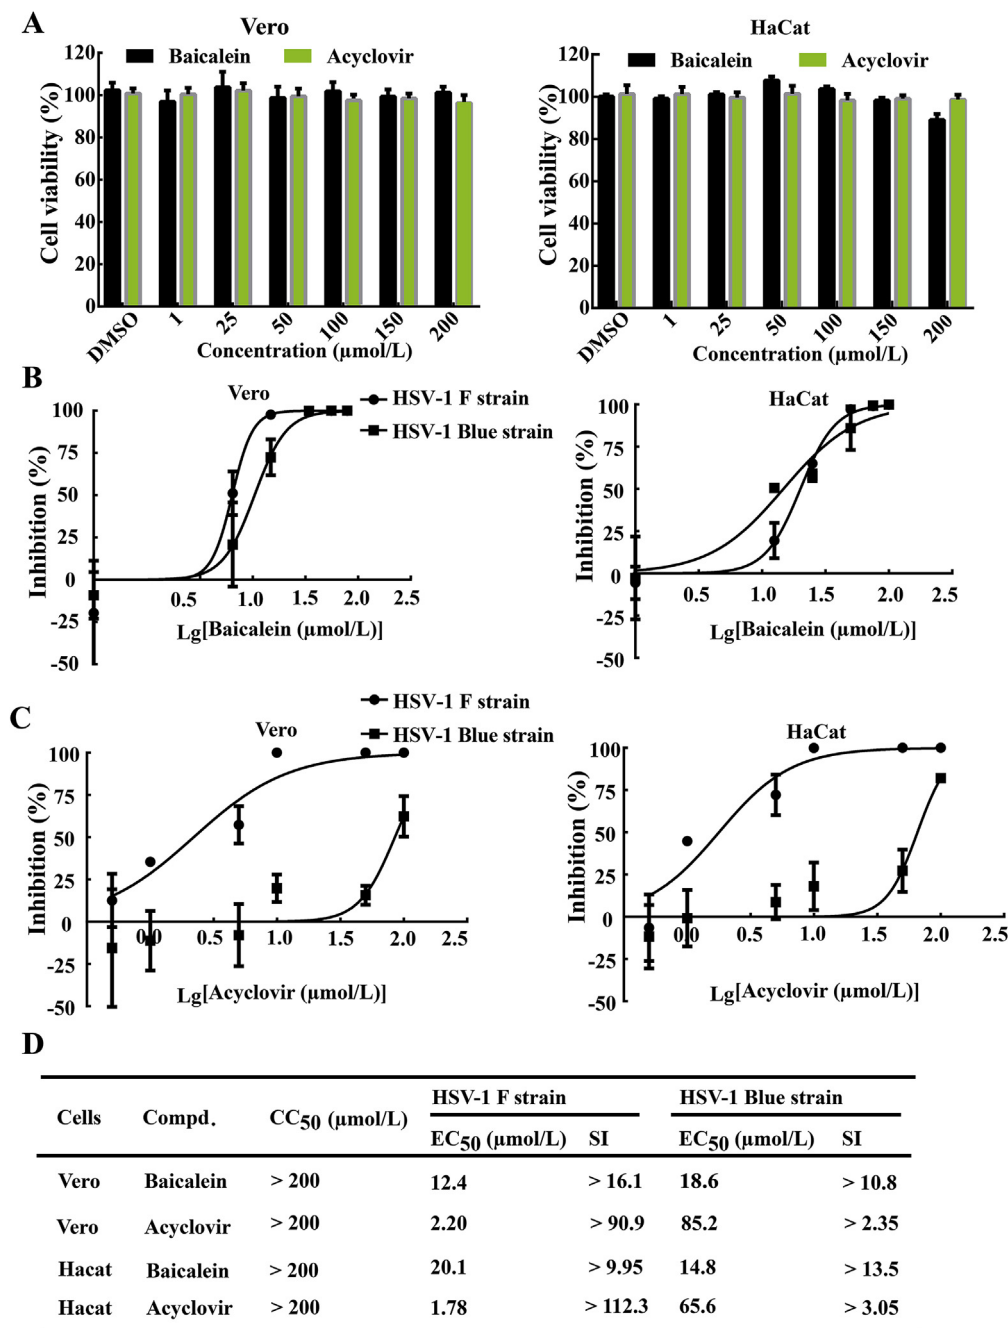 A
Vero
Baicalein
Acyclovir
Cell viability (%)
120
100
80
60
40
20
0
DMSO 1 25 50 100 150 200
Concentration (µmol/L)
HaCat
Baicalein
Acyclovir
Cell viability (%)
120
100
80
60
40
20
0
DMSO 1 25 50 100 150 200
Concentration (µmol/L)
B
Vero
HSV-1 F strain
HSV-1 Blue strain
Inhibition (%)
100
75
50
25
0
-25
-50
0.5 1.0 1.5 2.0 2.5
Lg[Baicalein (µmol/L)]
HaCat
Inhibition (%)
100
75
50
25
0
-25
-50
0.5 1.0 1.5 2.0 2.5
Lg[Baicalein (µmol/L)]
C
HSV-1 F strain
HSV-1 Blue strain
Vero
Inhibition (%)
100
75
50
25
0
-25
-50
0.0 0.5 1.0 1.5 2.0 2.5
Lg[Acyclovir (µmol/L)]
HaCat
Inhibition (%)
100
75
50
25
0
-25
-50
0.0 0.5 1.0 1.5 2.0 2.5
Lg[Acyclovir (µmol/L)]
D
HSV-1 F strain HSV-1 Blue strain
Cells Compd. CC50 (µmol/L)
EC50 (µmol/L) SI EC50 (µmol/L) SI
Vero Baicalein > 200 12.4 > 16.1 18.6 > 10.8
Vero Acyclovir > 200 2.20 > 90.9 85.2 > 2.35
Hacat Baicalein > 200 20.1 > 9.95 14.8 > 13.5
Hacat Acyclovir > 200 1.78 > 112.3 65.6 > 3.05